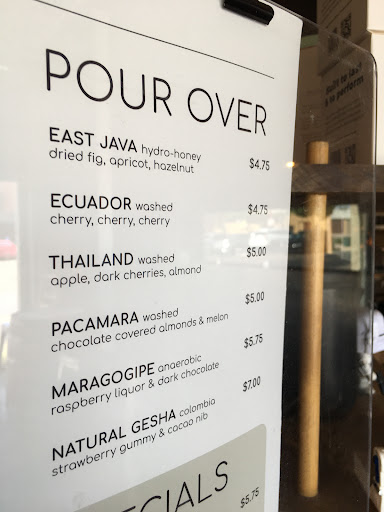 POUR OVER
EAST JAVA hydro-honey
dried fig, apricot, hazelnut $4.75
ECUADOR washed
cherry, cherry, cherry $4.75
THAILAND washed
apple, dark cherries, almond $5.00
PACAMARA washed
chocolate covered almonds & melon $5.00
MARAGOGIPE anaerobic
raspberry liquor & dark chocolate $5.75
NATURAL GESHA colombia
strawberry gummy & cacao nib $7.00
$5.75